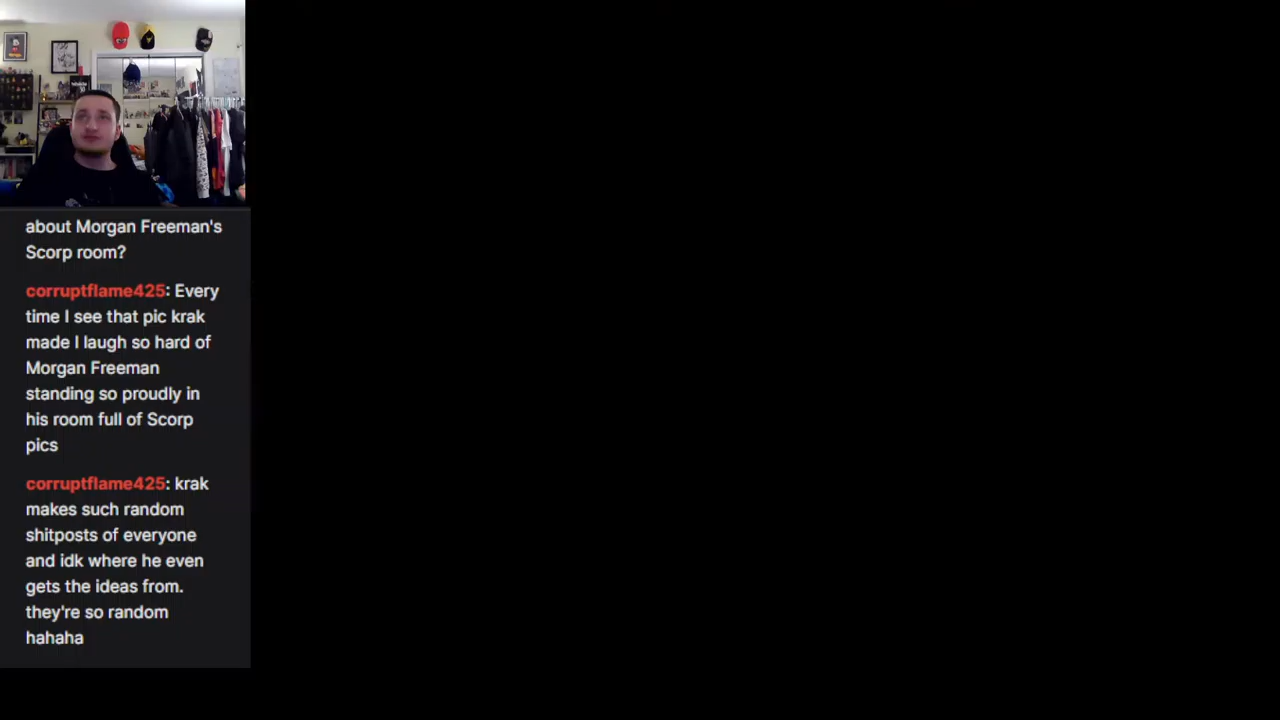 about Morgan Freeman's
Scorp room?
corruptflame425: Every
time I see that pic krak
made I laugh so hard of
Morgan Freeman
standing so proudly in
his room full of Scorp
pics
corruptflame425: krak
makes such random
shitposts of everyone
and idk where he even
gets the ideas from.
they're so random
hahaha